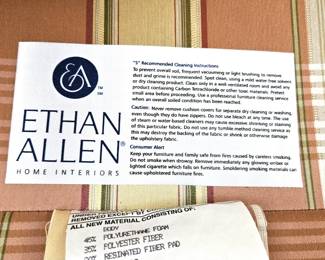 EA
TM
ETHAN
ALLEN®
HOME INTERIORS
"S" Recommended Cleaning Instructions
To prevent overall soil, frequent vacuuming or light brushing to remove
dust and grime is recommended. Spot clean, using a mild water free solvent
or dry cleaning product. Clean only in a well ventilated room and avoid any
product containing Carbon Tetrachloride or other toxic materials. Pretest
small area before proceeding. Use a professional furniture cleaning service
when an overall soiled condition has been reached.
Caution: Never remove cushion covers for separate dry cleaning or washing,
even though they do have zippers. Do not use bleach at any time. The use
of steam or water-based cleaners may cause excessive shrinking or staining
of this particular fabric. Do not use any tumble method cleaning service as
this may destroy the backing of the fabric or shrink or otherwise damage
the upholstery fabric.
Consumer Alert
Keep your furniture and family safe from fires caused by careless smoking.
Do not smoke when drowsy. Remove immediately any glowing ember or
lighted cigarette which falls on furniture. Smoldering smoking materials can
cause upholstered furniture fires.
REMOVED EXCEPT BY
ALL NEW MATERIAL CONSISTING OF:
BODY
45% POLYURETHANE FOAM
35% POLYESTER FIBER
20% RESINATED FIBER PAD